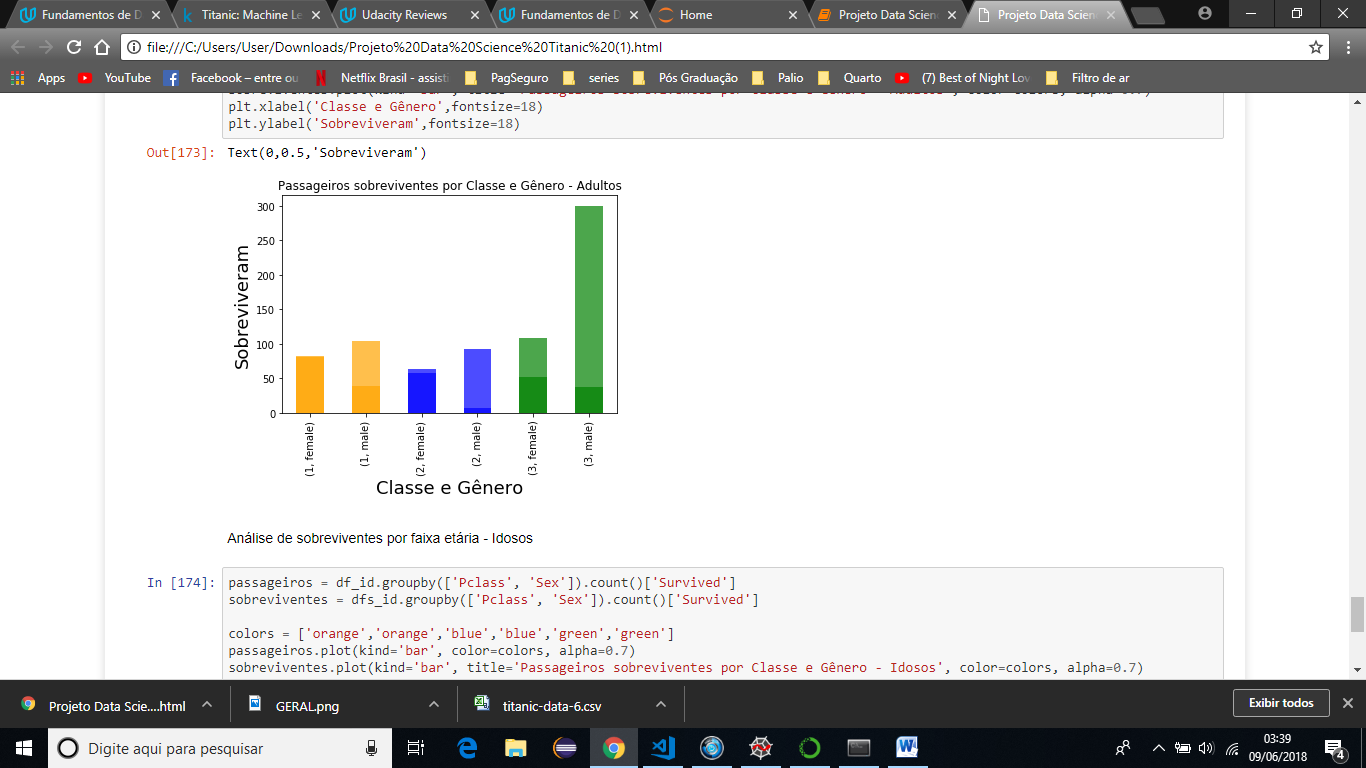 Fundamentos de D
Titanic: Machine Le
Udacity Reviews
Fundamentos de D
Home
Projeto Data Scien
Projeto Data Scien
file:///C:/Users/User/Downloads/Projeto%20Data%20Science%20Titanic%20(1).html
Apps YouTube Facebook – entre ou Netflix Brasil - assisti PagSeguro series Pós Graduação Palio Quarto (7) Best of Night Lov Filtro de ar
plt.xlabel('Classe e Gênero',fontsize=18)
plt.ylabel('Sobreviveram',fontsize=18)
Out[173]: Text(0,0.5,'Sobreviveram')
Passageiros sobreviventes por Classe e Gênero - Adultos
300
250
200
150
100
50
0
Sobreviveram
(1, female)
(1, male)
(2, female)
(2, male)
(3, female)
(3, male)
Classe e Gênero
Análise de sobreviventes por faixa etária - Idosos
In [174]: passageiros = df_id.groupby(['Pclass', 'Sex']).count()['Survived']
sobreviventes = dfs_id.groupby(['Pclass', 'Sex']).count()['Survived']
colors = ['orange','orange','blue','blue','green','green']
passageiros.plot(kind='bar', color=colors, alpha=0.7)
sobreviventes.plot(kind='bar', title='Passageiros sobreviventes por Classe e Gênero - Idosos', color=colors, alpha=0.7)
Projeto Data Scie....html
GERAL.png
titanic-data-6.csv
Exibir todos
Digite aqui para pesquisar
03:39
09/06/2018
4